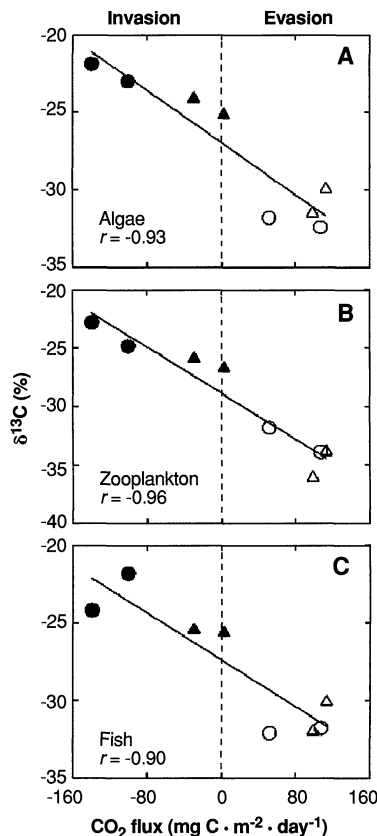 Invasion Evasion
A
-20
-25
-30
-35
Algae
r = -0.93
B
-20
-25
-30
-35
-40
Zooplankton
r = -0.96
δ13C (%)
C
-20
-25
-30
-35
Fish
r = -0.90
-160 -80 0 80 160
CO2 flux (mg C · m-2 · day-1)